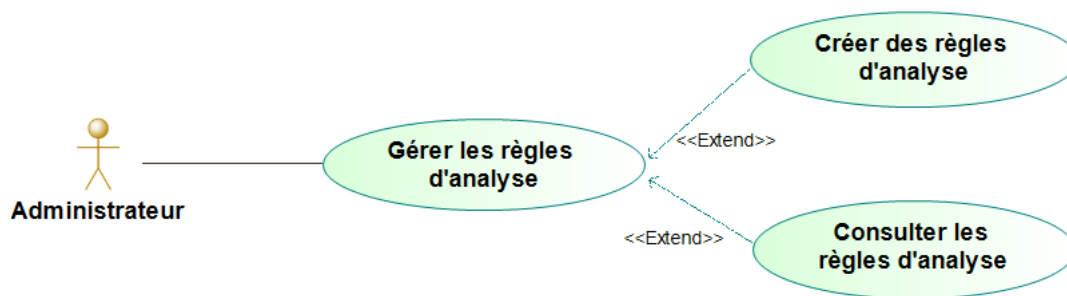 Créer des règles
d'analyse
<<Extend>>
Gérer les règles
d'analyse
Administrateur
<<Extend>>
Consulter les
règles d'analyse